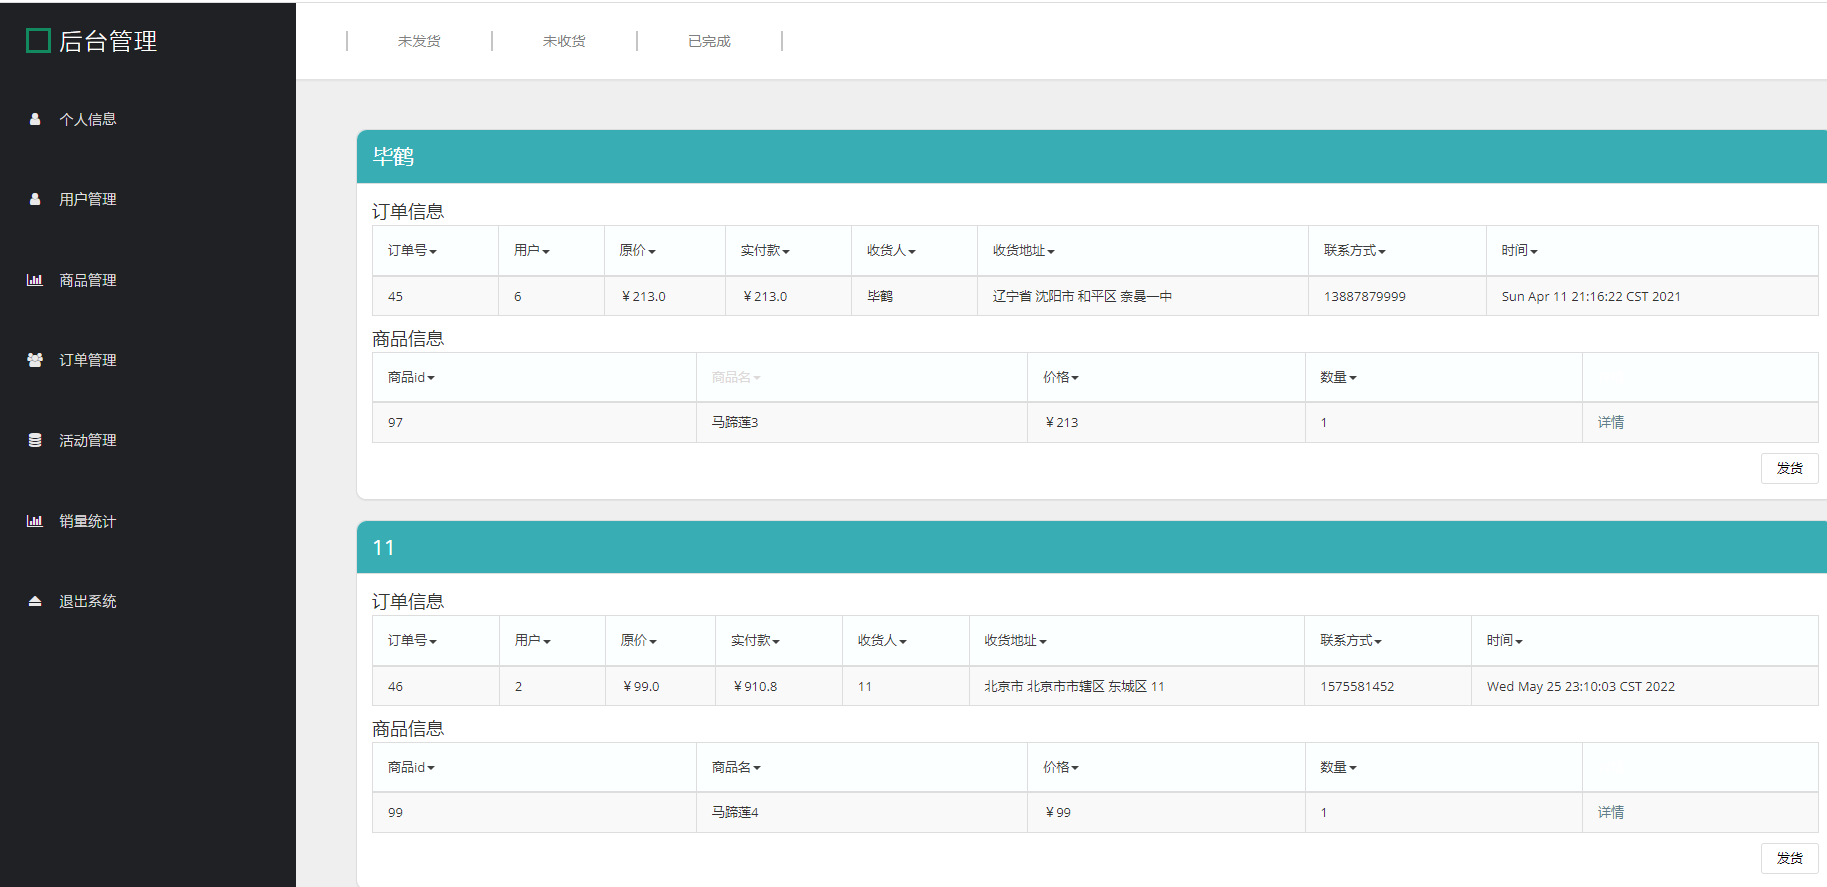 后台管理
个人信息
用户管理
商品管理
订单管理
活动管理
销量统计
退出系统
未发货 未收货 已完成
毕鹤
订单信息
订单号 用户 原价 实付款 收货人 收货地址 联系方式 时间
45 6 ￥213.0 ￥213.0 毕鹤 辽宁省 沈阳市 和平区 奈曼一中 13887879999 Sun Apr 11 21:16:22 CST 2021
商品信息
商品id 商品名 价格 数量
97 马蹄莲3 ￥213 1 详情
发货
11
订单信息
订单号 用户 原价 实付款 收货人 收货地址 联系方式 时间
46 2 ￥99.0 ￥910.8 11 北京市 北京市市辖区 东城区 11 1575581452 Wed May 25 23:10:03 CST 2022
商品信息
商品id 商品名 价格 数量
99 马蹄莲4 ￥99 1 详情
发货